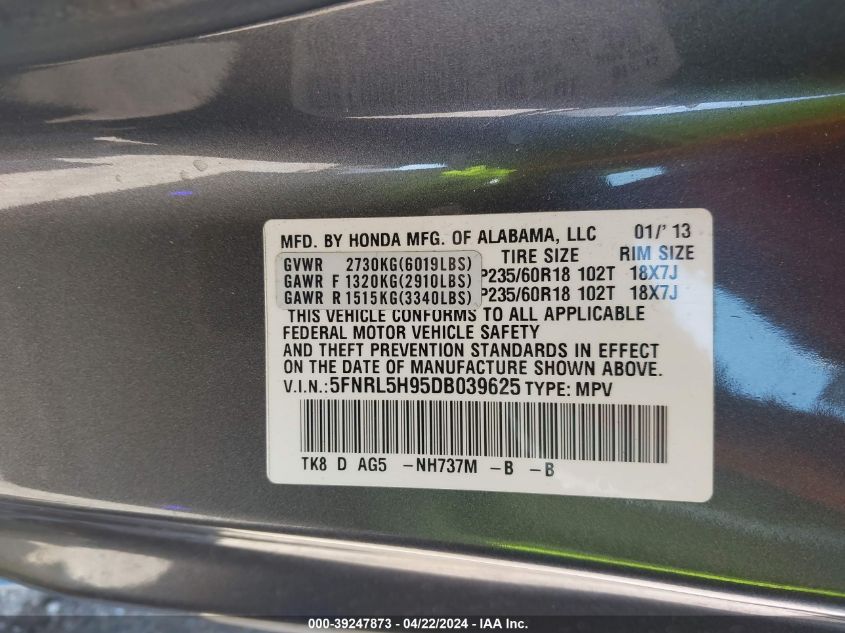 MFD. BY HONDA MFG. OF ALABAMA, LLC 01/' 13
TIRE SIZE RIM SIZE
GVWR 2730KG(6019LBS)
GAWR F 1320KG(2910LBS) P235/60R18 102T 18X7J
GAWR R 1515KG(3340LBS) P235/60R18 102T 18X7J
THIS VEHICLE CONFORMS TO ALL APPLICABLE
FEDERAL MOTOR VEHICLE SAFETY
AND THEFT PREVENTION STANDARDS IN EFFECT
ON THE DATE OF MANUFACTURE SHOWN ABOVE.
V.I.N.:5FNRL5H95DB039625 TYPE: MPV
TK8 D AG5 -NH737M -B -B
000-39247873 - 04/22/2024 - IAA Inc.